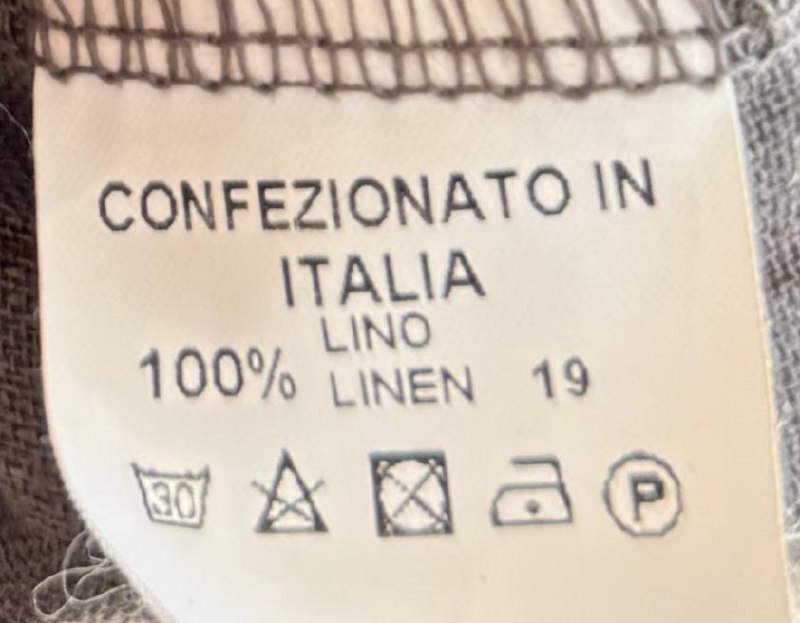 CONFEZIONATO IN
ITALIA
LINO
100% LINEN 19
30 P